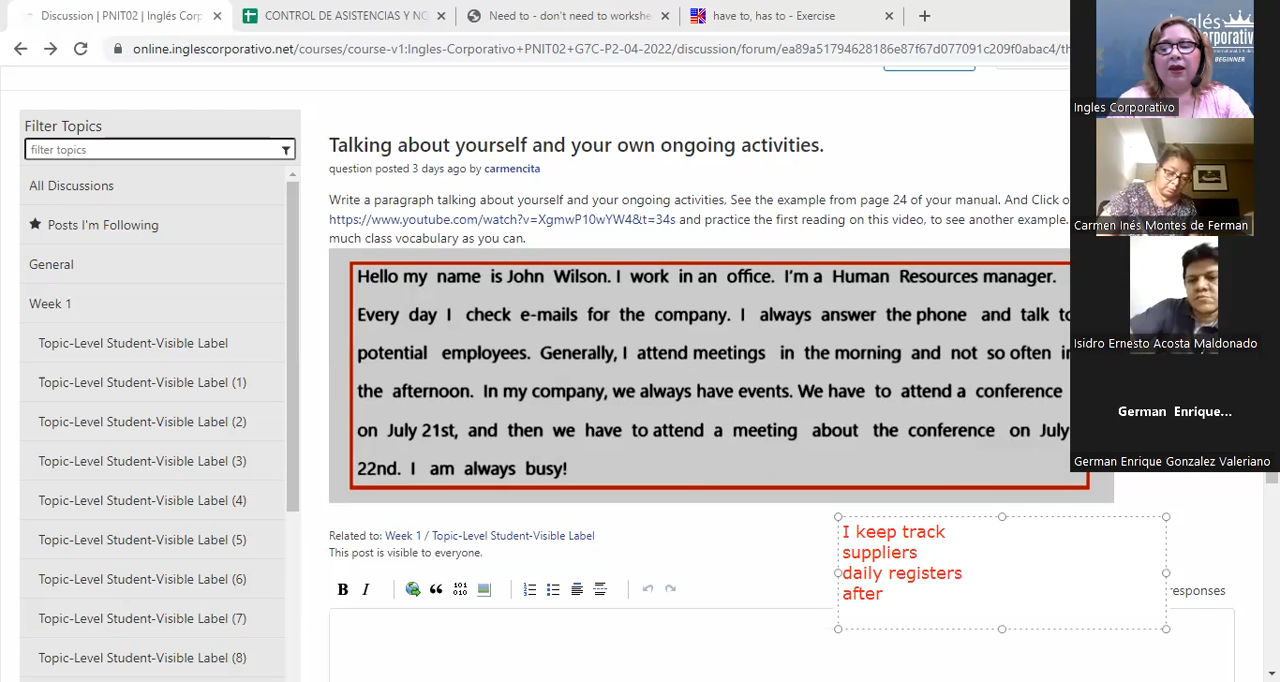 Discussion | PNIT02 | Inglés Corp
CONTROL DE ASISTENCIAS Y NO
Need to - don't need to workshe
have to, has to - Exercise
online.inglescorporativo.net/courses/course-v1:Ingles-Corporativo+PNIT02+G7C-P2-04-2022/discussion/forum/ea89a51794628186e87f67d077091c209f0abac4/th
Filter Topics
filter topics
All Discussions
Posts I'm Following
General
Week 1
Topic-Level Student-Visible Label
Topic-Level Student-Visible Label (1)
Topic-Level Student-Visible Label (2)
Topic-Level Student-Visible Label (3)
Topic-Level Student-Visible Label (4)
Topic-Level Student-Visible Label (5)
Topic-Level Student-Visible Label (6)
Topic-Level Student-Visible Label (7)
Topic-Level Student-Visible Label (8)
Talking about yourself and your own ongoing activities.
question posted 3 days ago by carmencita
Write a paragraph talking about yourself and your ongoing activities, See the example from page 24 of your manual. And Click o
https://www.youtube.com/watch?v=XgmwP10wYW4&t=34s and practice the first reading on this video, to see another example.
much class vocabulary as you can.
Hello my name is John Wilson. I work in an office. I'm a Human Resources manager.
Every day I check e-mails for the company. I always answer the phone and talk to
potential employees. Generally, I attend meetings in the morning and not so often in
the afternoon. In my company, we always have events. We have to attend a conference
on July 21st, and then we have to attend a meeting about the conference on July
22nd. I am always busy!
Related to: Week 1 / Topic-Level Student-Visible Label
This post is visible to everyone.
B I
responses
I keep track
suppliers
daily registers
after
inglés
Corporativo
BEGINNER
Ingles Corporativo
Carmen Inés Montes de Ferman
Isidro Ernesto Acosta Maldonado
German Enrique...
German Enrique Gonzalez Valeriano